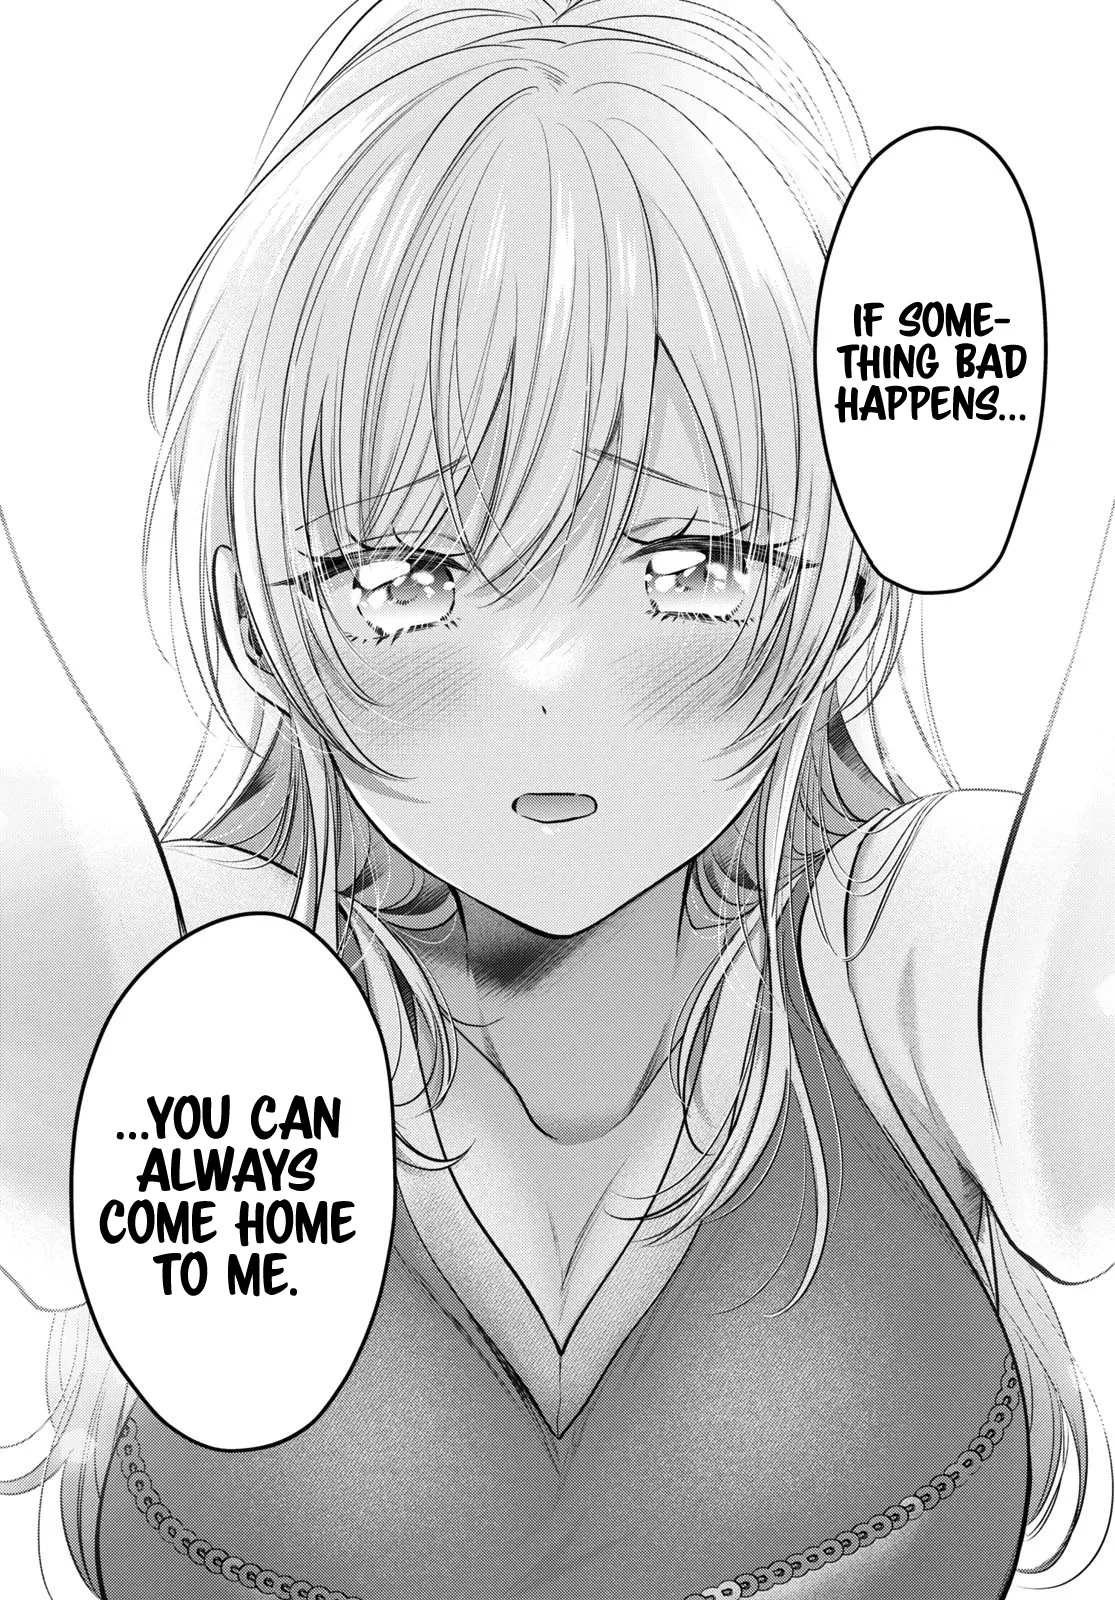 IF SOME-
THING BAD
HAPPENS...
...YOU CAN
ALWAYS
COME HOME
TO ME.